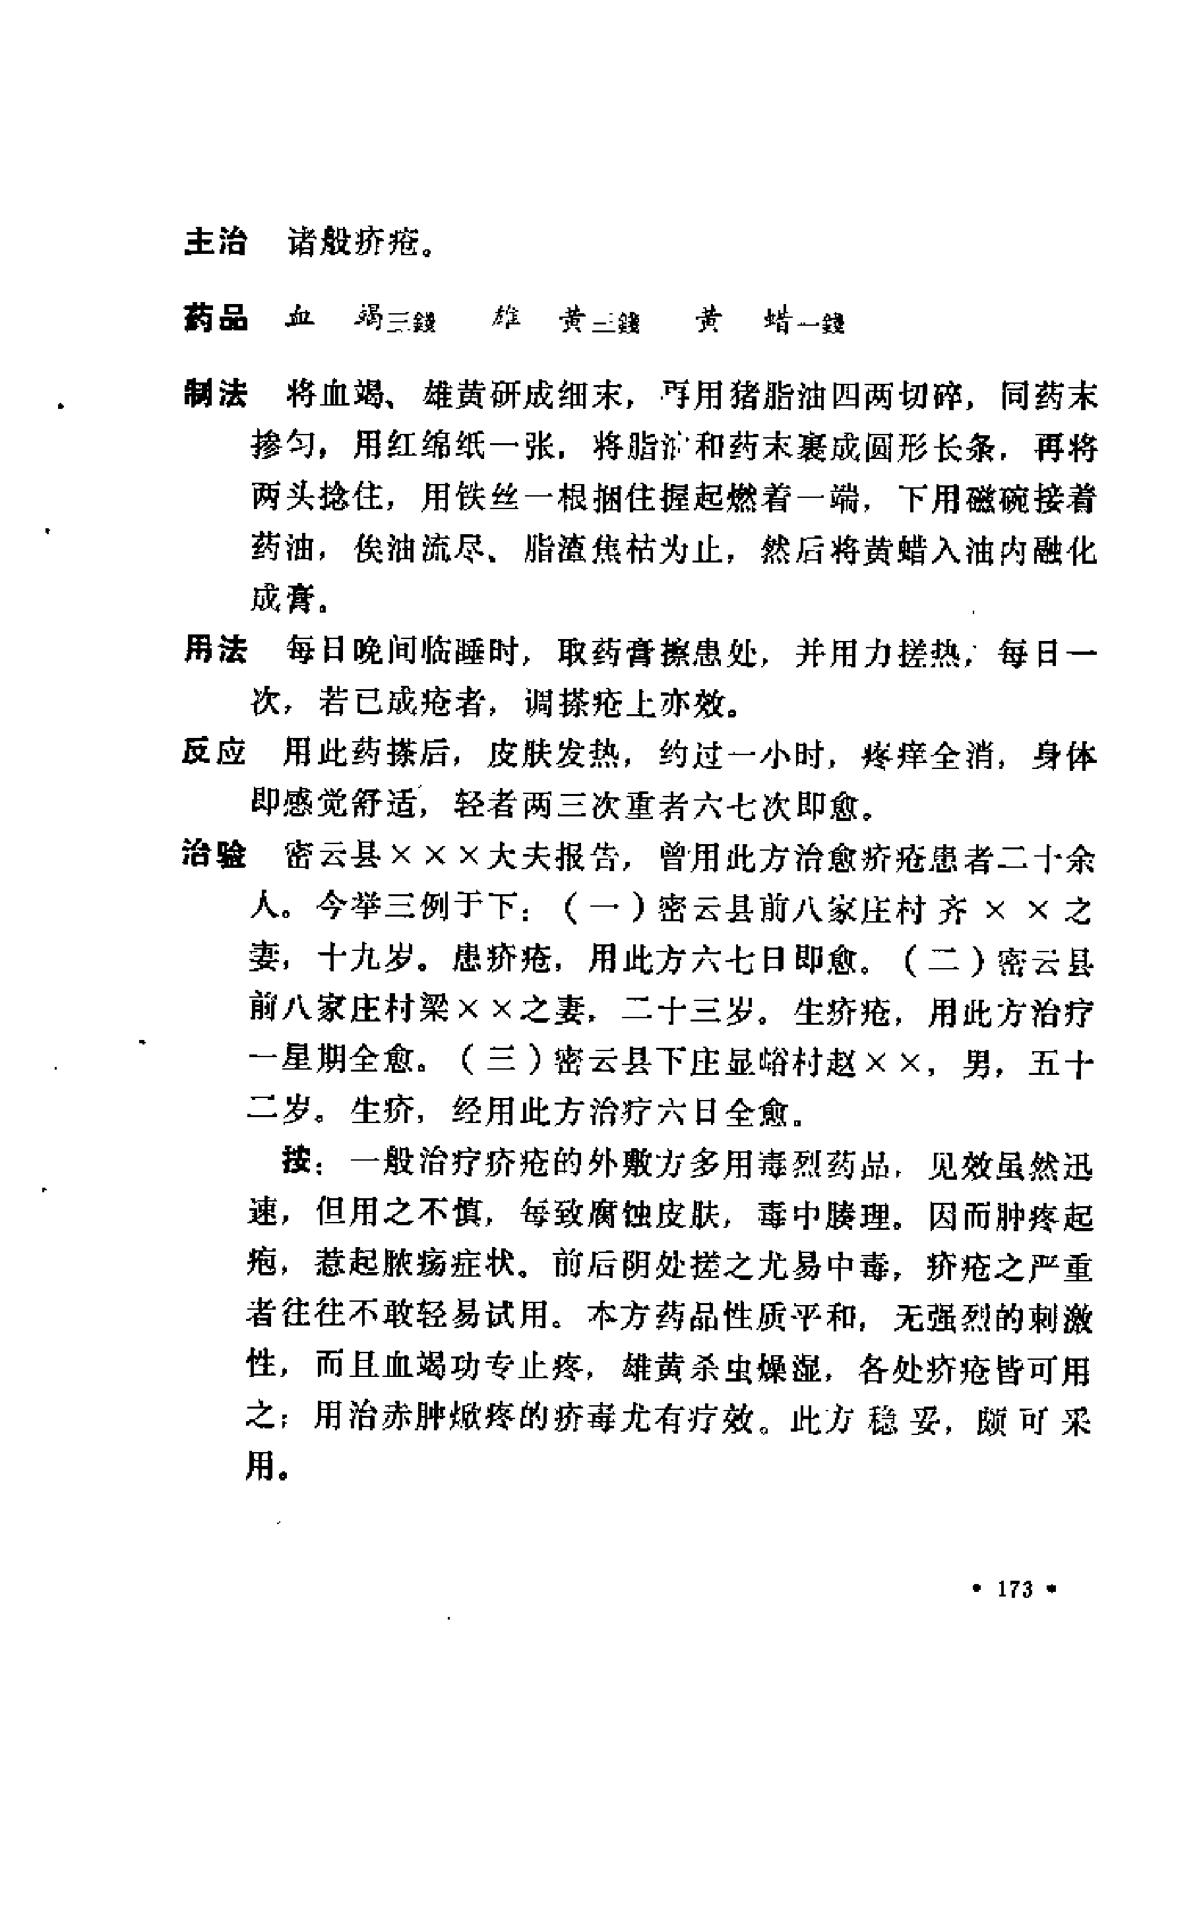 主治 诸般疥疮。
药品 血 竭三錢 雄 黄三錢 黄 蜡一錢
制法 将血竭、雄黄研成细末，再用猪脂油四两切碎，同药末
掺匀，用红绵纸一张，将脂油和药末裹成圆形长条，再将
两头捻住，用铁丝一根捆住握起燃着一端，下用磁碗接着
药油，俟油流尽、脂渣焦枯为止，然后将黄蜡入油内融化
成膏。
用法 每日晚间临睡时，取药膏擦患处，并用力搓热，每日一
次，若已成疮者，调搽疮上亦效。
反应 用此药搽后，皮肤发热，约过一小时，疼痒全消，身体
即感觉舒适，轻者两三次重者六七次即愈。
治验 密云县×××大夫报告，曾用此方治愈疥疮患者二十余
人。今举三例于下：（一）密云县前八家庄村齐××之
妻，十九岁。患疥疮，用此方六七日即愈。（二）密云县
前八家庄村梁××之妻，二十三岁。生疥疮，用此方治疗
一星期全愈。（三）密云县下庄显峪村赵××，男，五十
二岁。生疥，经用此方治疗六日全愈。
按：一般治疗疥疮的外敷方多用毒烈药品，见效虽然迅
速，但用之不慎，每致腐蚀皮肤，毒中腠理。因而肿疼起
疱，惹起脓疡症状。前后阴处搓之尤易中毒，疥疮之严重
者往往不敢轻易试用。本方药品性质平和，无强烈的刺激
性，而且血竭功专止疼，雄黄杀虫燥湿，各处疥疮皆可用
之；用治赤肿焮疼的疥毒尤有疗效。此方稳妥，颇可采
用。
• 173 •